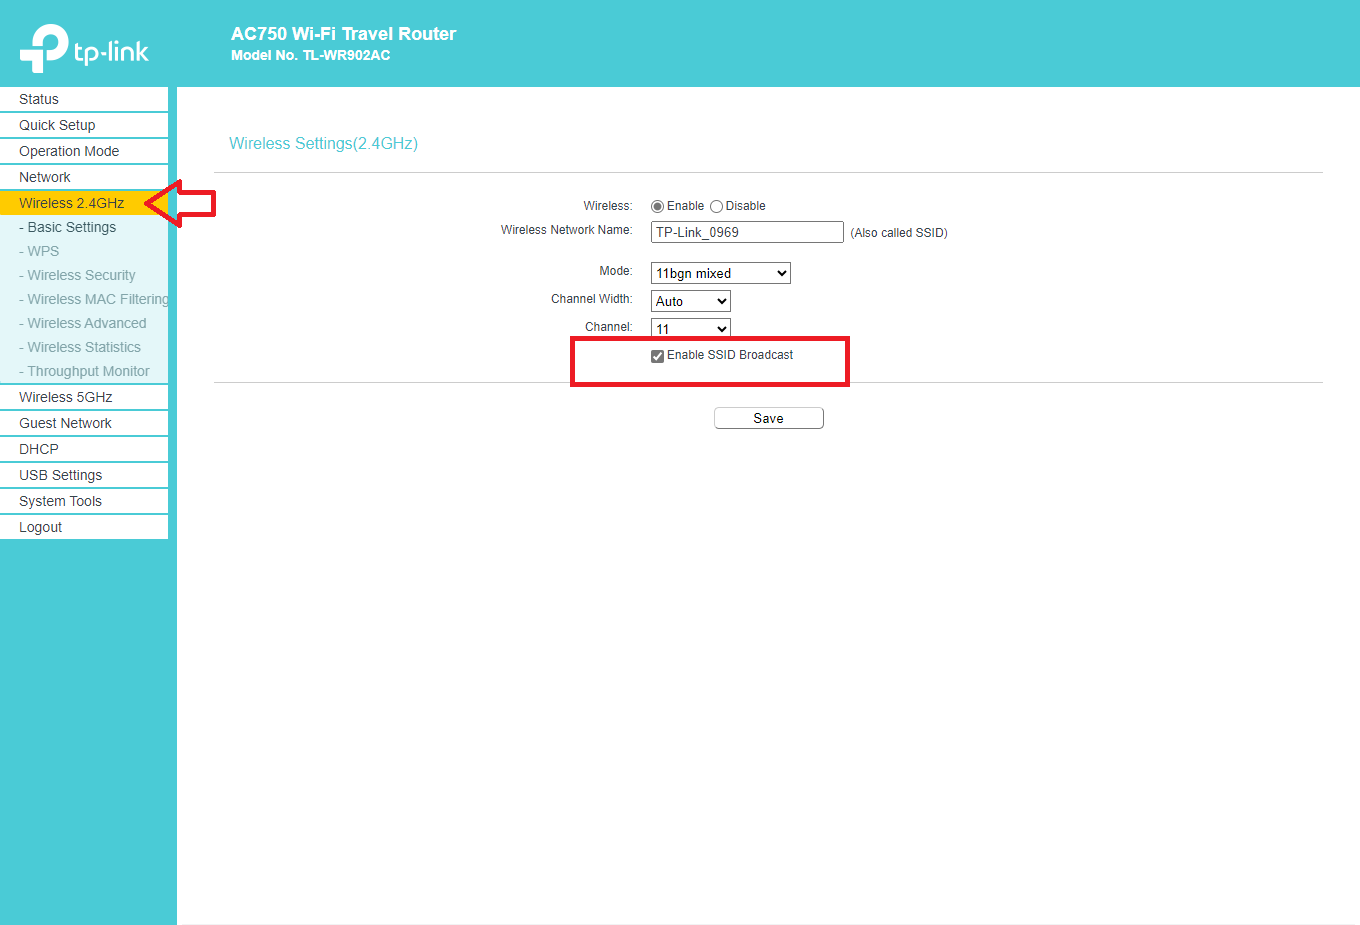 tp-link
AC750 Wi-Fi Travel Router
Model No. TL-WR902AC
Status
Quick Setup
Operation Mode
Network
Wireless 2.4GHz
- Basic Settings
- WPS
- Wireless Security
- Wireless MAC Filtering
- Wireless Advanced
- Wireless Statistics
- Throughput Monitor
Wireless 5GHz
Guest Network
DHCP
USB Settings
System Tools
Logout
Wireless Settings(2.4GHz)
Wireless: Enable Disable
Wireless Network Name: TP-Link_0969 (Also called SSID)
Mode: 11bgn mixed
Channel Width: Auto
Channel: 11
Enable SSID Broadcast
Save